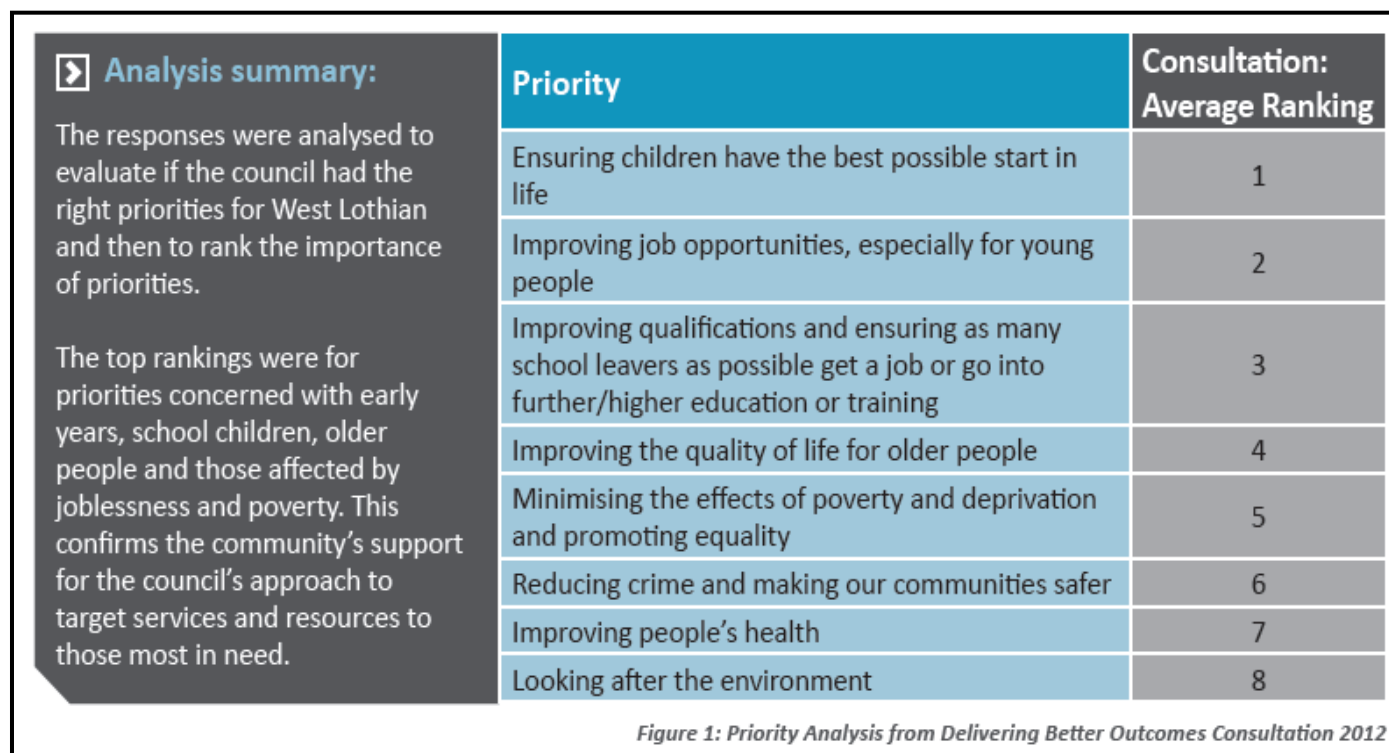 Analysis summary:
The responses were analysed to
evaluate if the council had the
right priorities for West Lothian
and then to rank the importance
of priorities.
The top rankings were for
priorities concerned with early
years, school children, older
people and those affected by
joblessness and poverty. This
confirms the community's support
for the council's approach to
target services and resources to
those most in need.
Priority
Consultation:
Average Ranking
Ensuring children have the best possible start in
life
1
Improving job opportunities, especially for young
people
2
Improving qualifications and ensuring as many
school leavers as possible get a job or go into
further/higher education or training
3
Improving the quality of life for older people
4
Minimising the effects of poverty and deprivation
and promoting equality
5
Reducing crime and making our communities safer
6
Improving people's health
7
Looking after the environment
8
Figure 1: Priority Analysis from Delivering Better Outcomes Consultation 2012